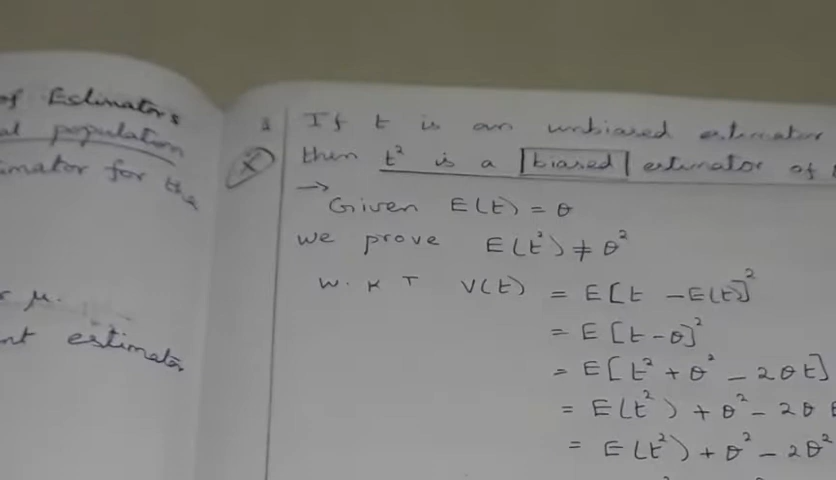 of Estimators
al population
imator for the
r μ.
nt estimator
If t is an unbiased estimator
then t² is a biased estimator of
→
Given E(t) = θ
we prove E(t²) ≠ θ²
W.K.T V(t) = E[t - E(t)]²
= E[t-θ]²
= E[t² + θ² - 2θt]
= E(t²) + θ² - 2θ
= E(t²) + θ² - 2θ²